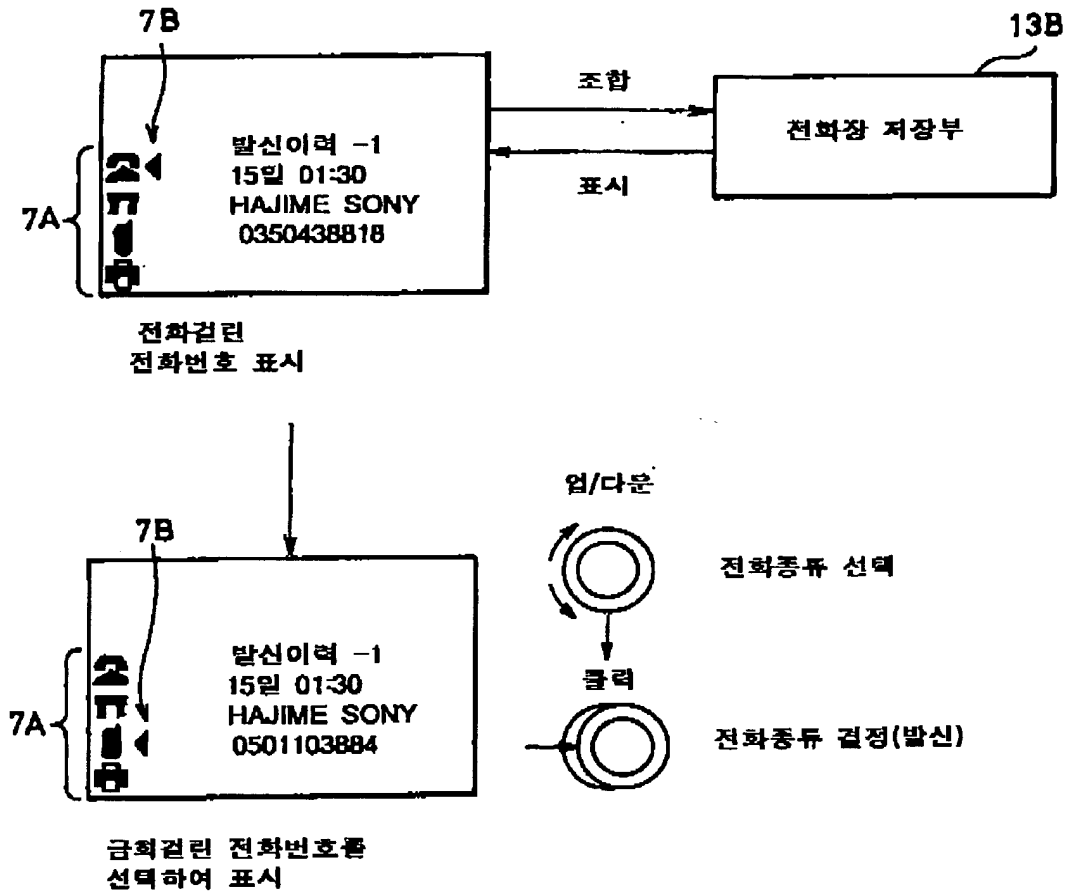 7B
13B
조합
전화장 저장부
표시
발신이력 -1
15일 01:30
HAJIME SONY
0350438818
7A
전화걸린
전화번호 표시
업/다운
7B
전화종류 선택
발신이력 -1
15일 01:30
HAJIME SONY
0501103884
7A
클릭
전화종류 결정(발신)
금회걸린 전화번호를
선택하여 표시